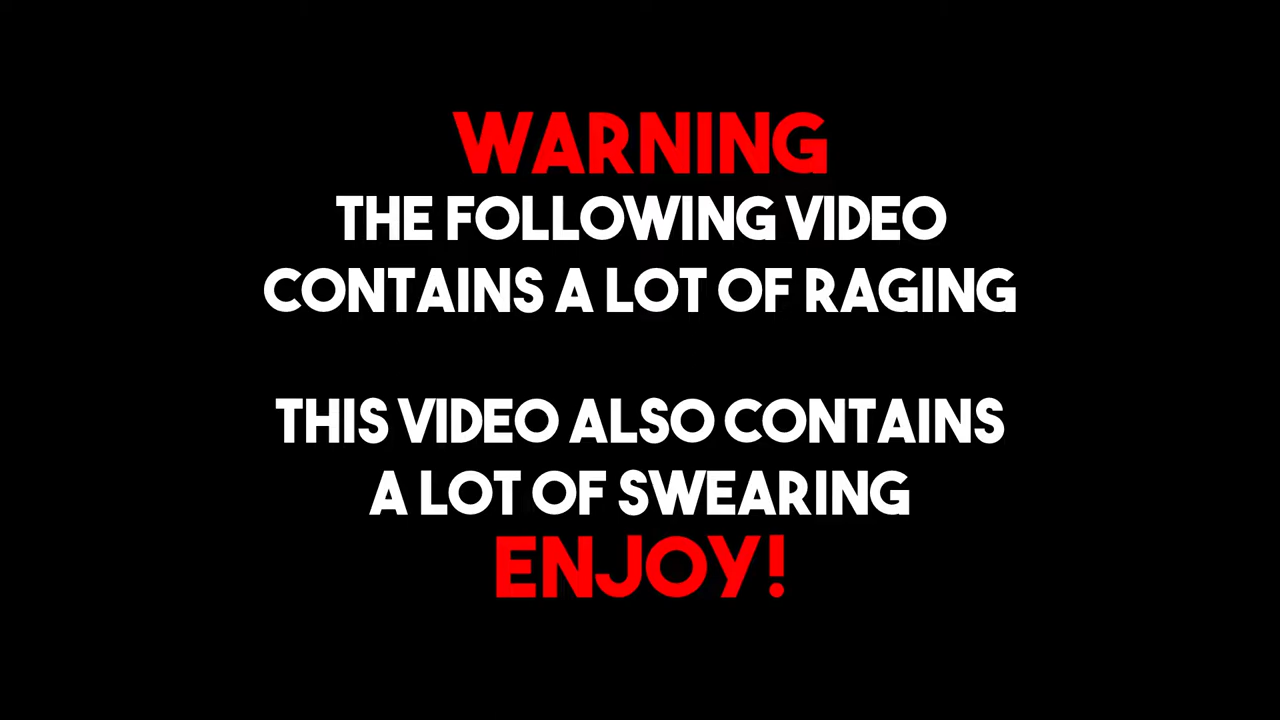 WARNING
THE FOLLOWING VIDEO
CONTAINS A LOT OF RAGING
THIS VIDEO ALSO CONTAINS
A LOT OF SWEARING
ENJOY!